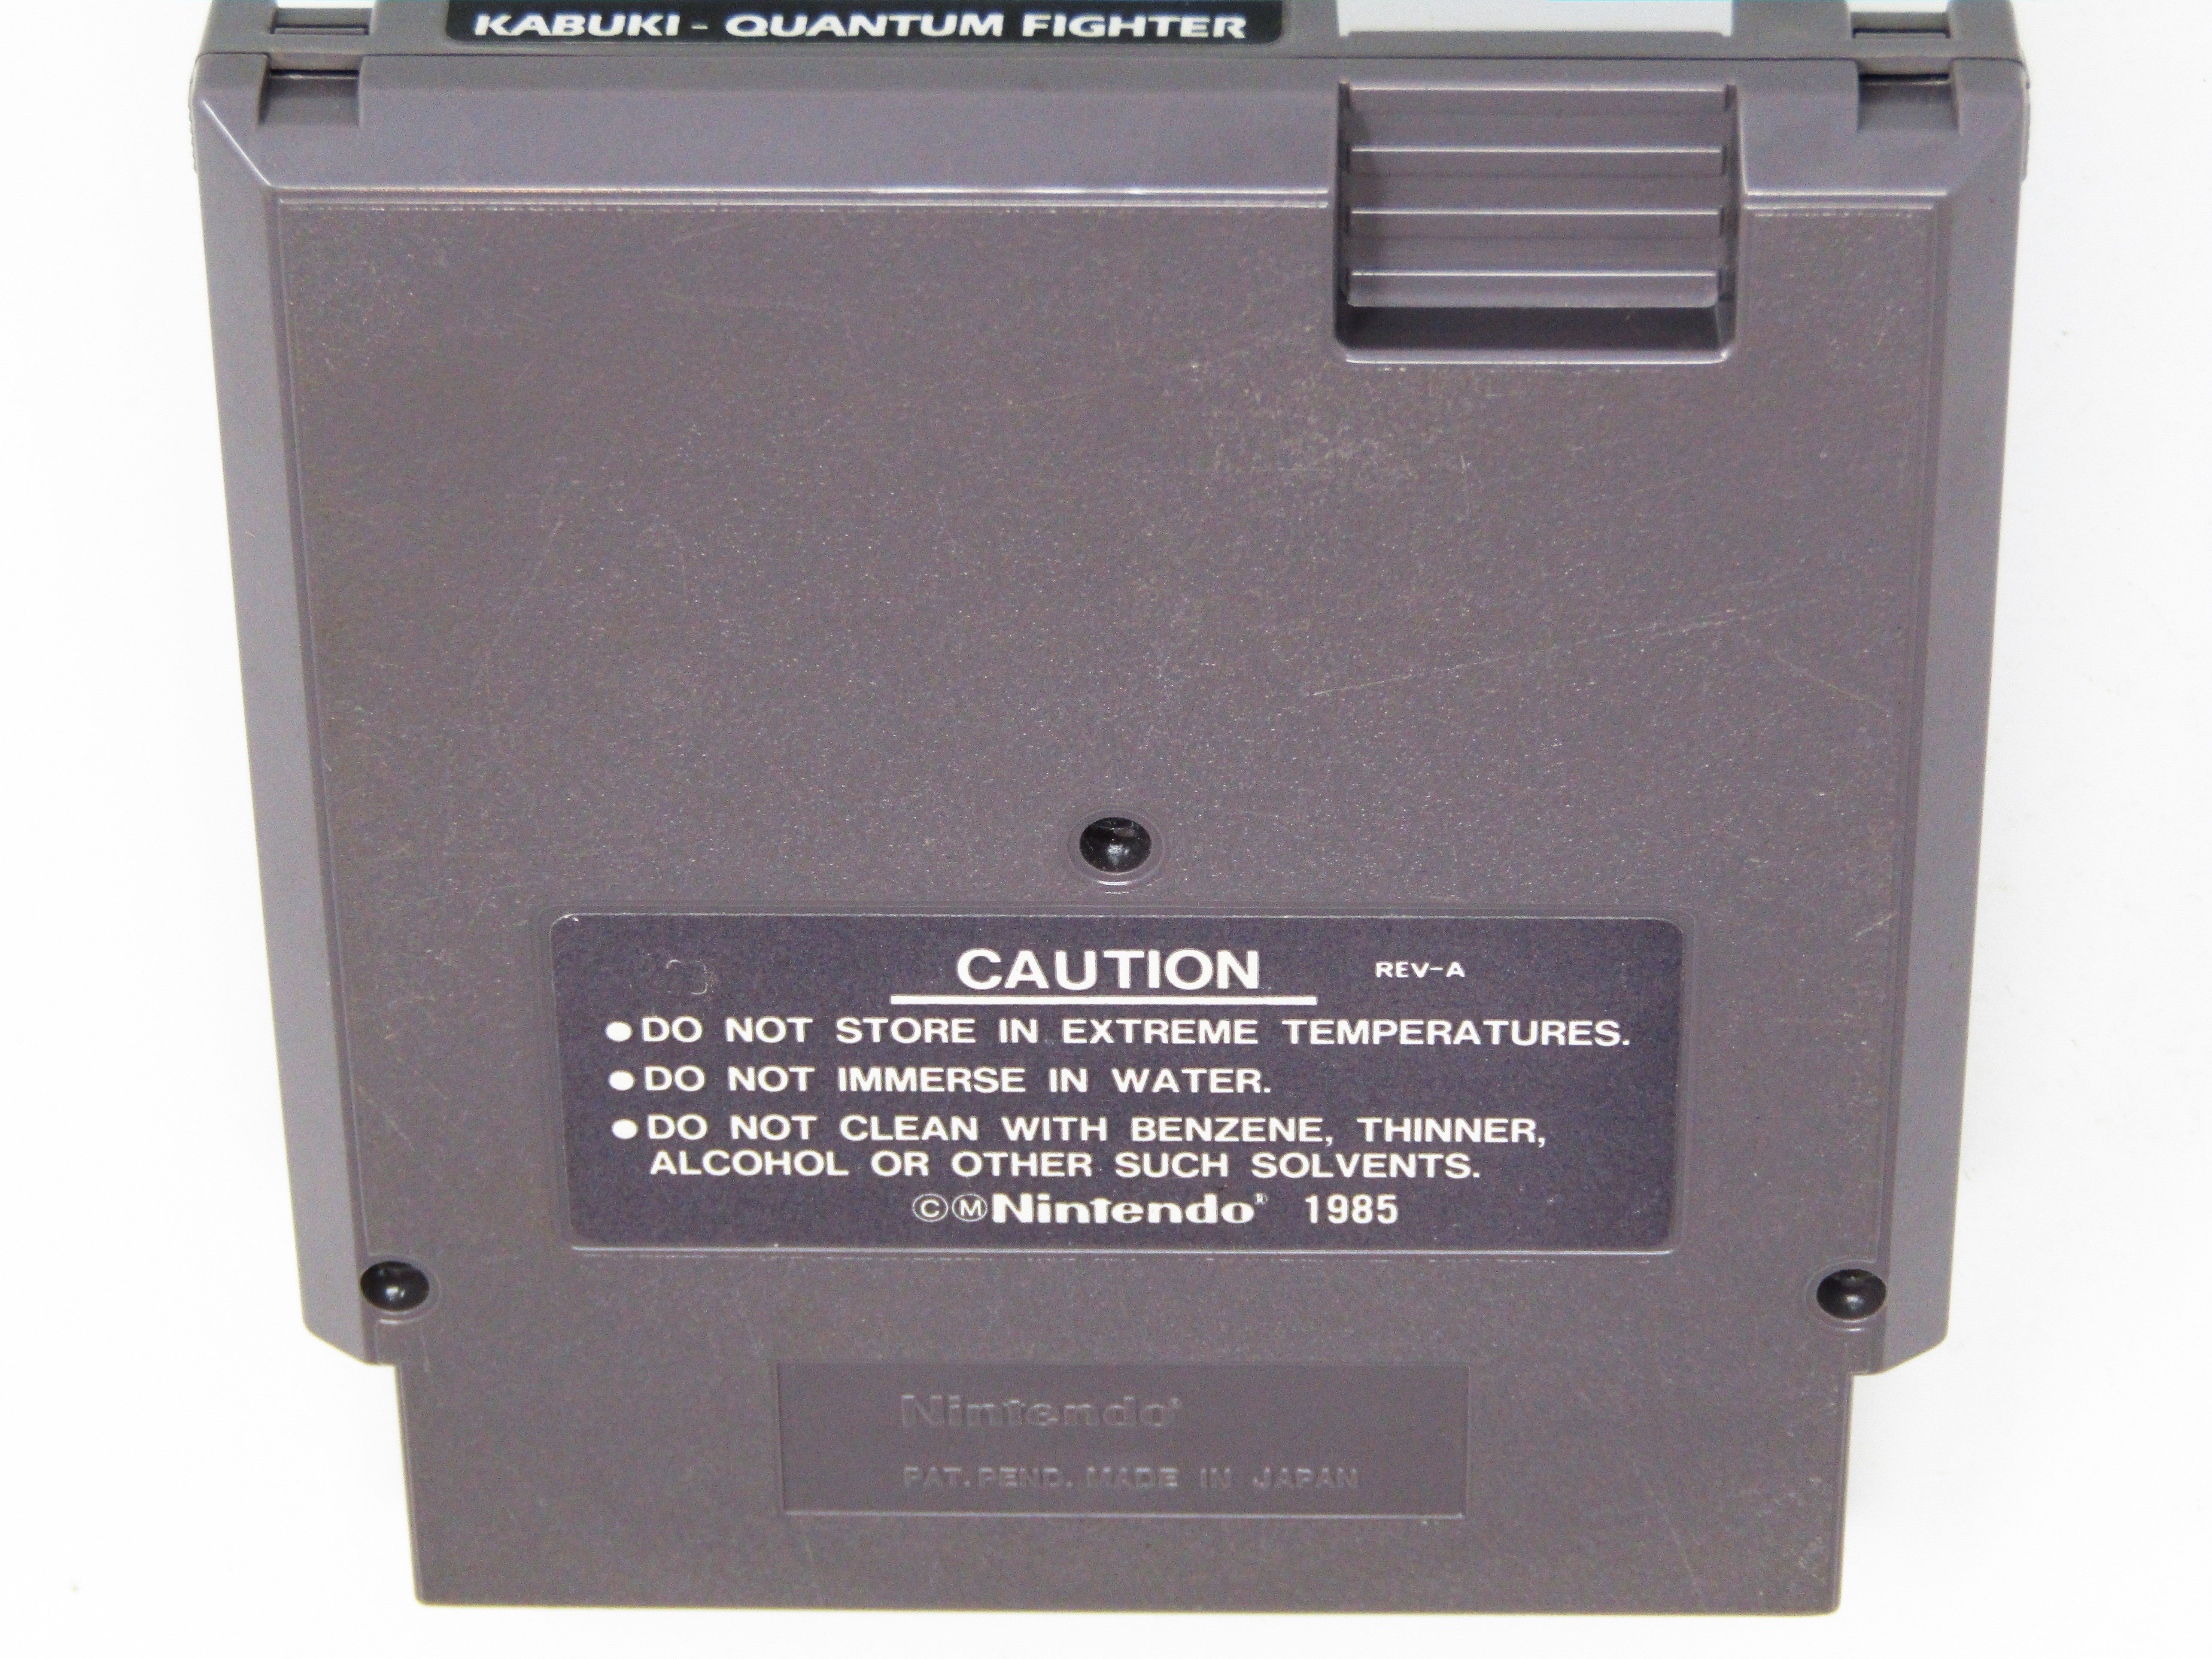 KABUKI - QUANTUM FIGHTER
CAUTION REV-A
●DO NOT STORE IN EXTREME TEMPERATURES.
●DO NOT IMMERSE IN WATER.
●DO NOT CLEAN WITH BENZENE, THINNER,
ALCOHOL OR OTHER SUCH SOLVENTS.
©ⓂNintendo® 1985
Nintendo®
PAT. PEND. MADE IN JAPAN